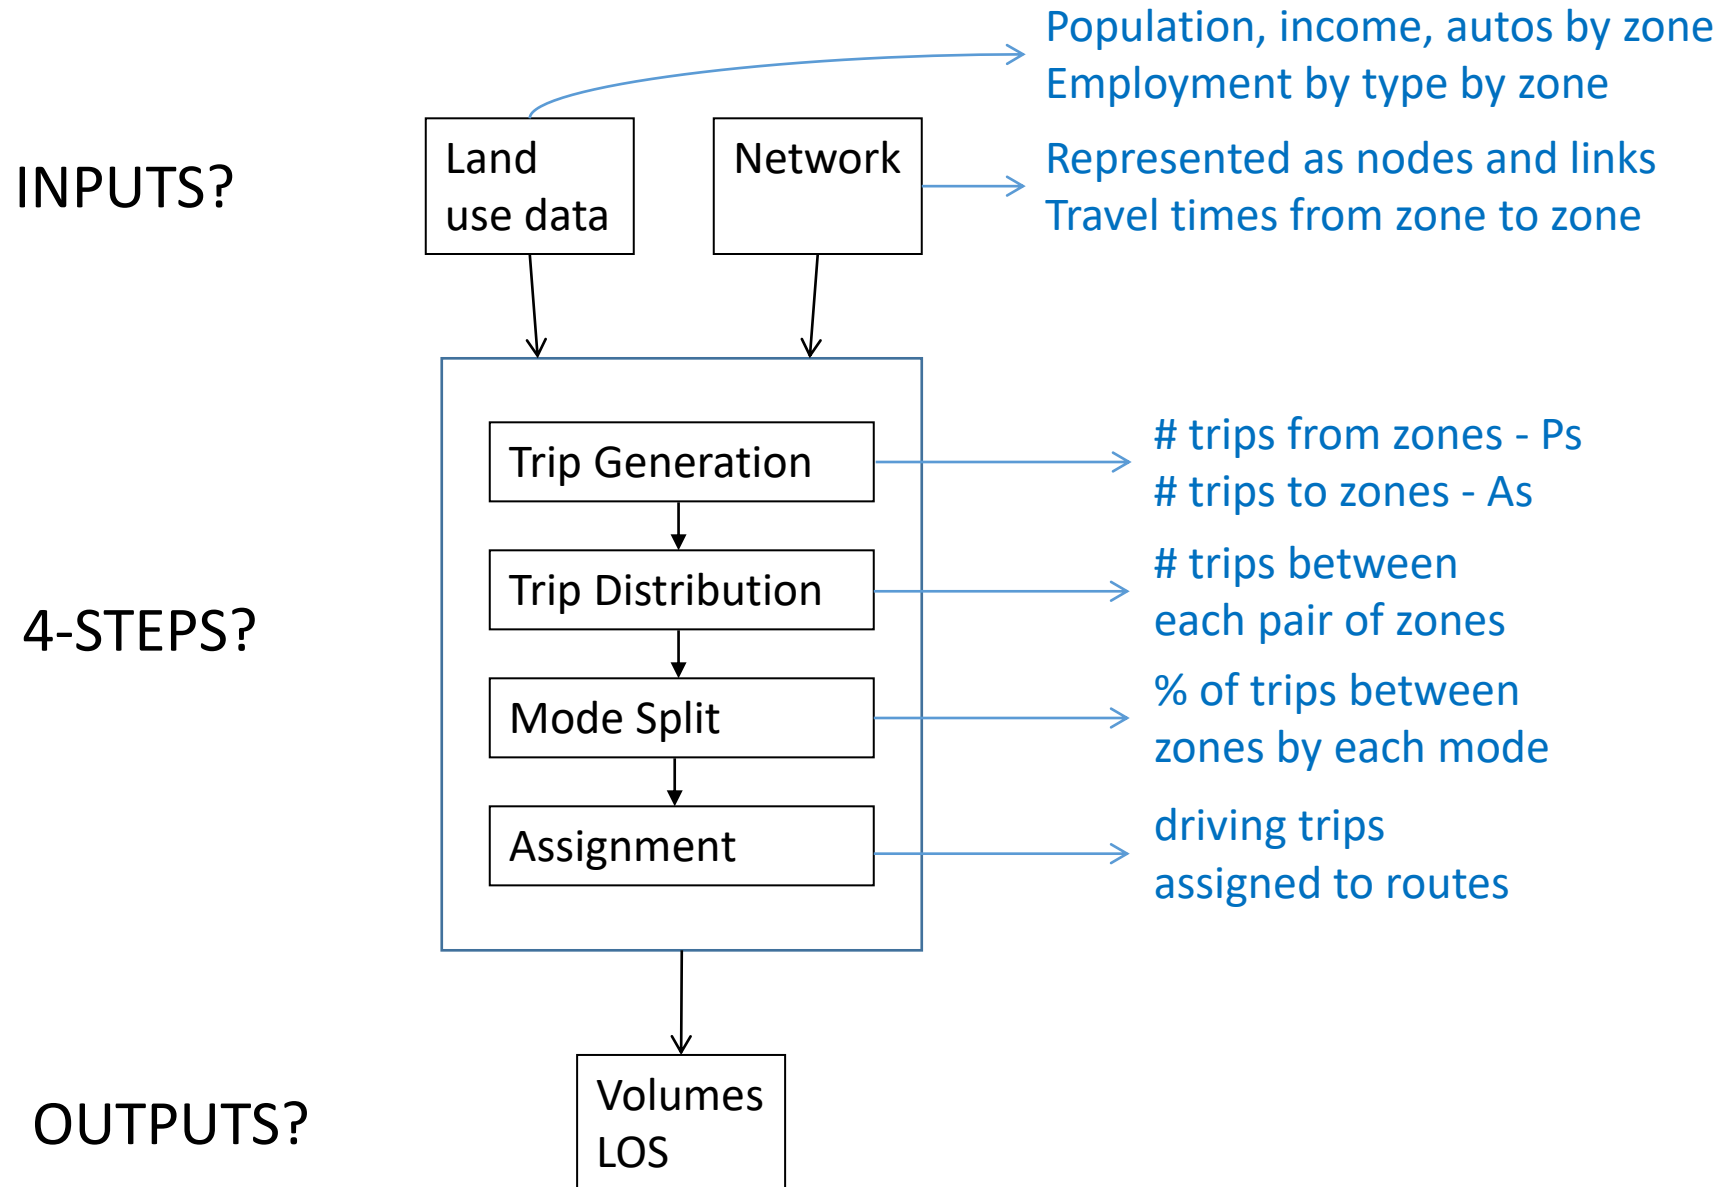 Population, income, autos by zone
Employment by type by zone
INPUTS?
Land
use data
Network
Represented as nodes and links
Travel times from zone to zone
4-STEPS?
Trip Generation
# trips from zones - Ps
# trips to zones - As
Trip Distribution
# trips between
each pair of zones
Mode Split
% of trips between
zones by each mode
Assignment
driving trips
assigned to routes
OUTPUTS?
Volumes
LOS